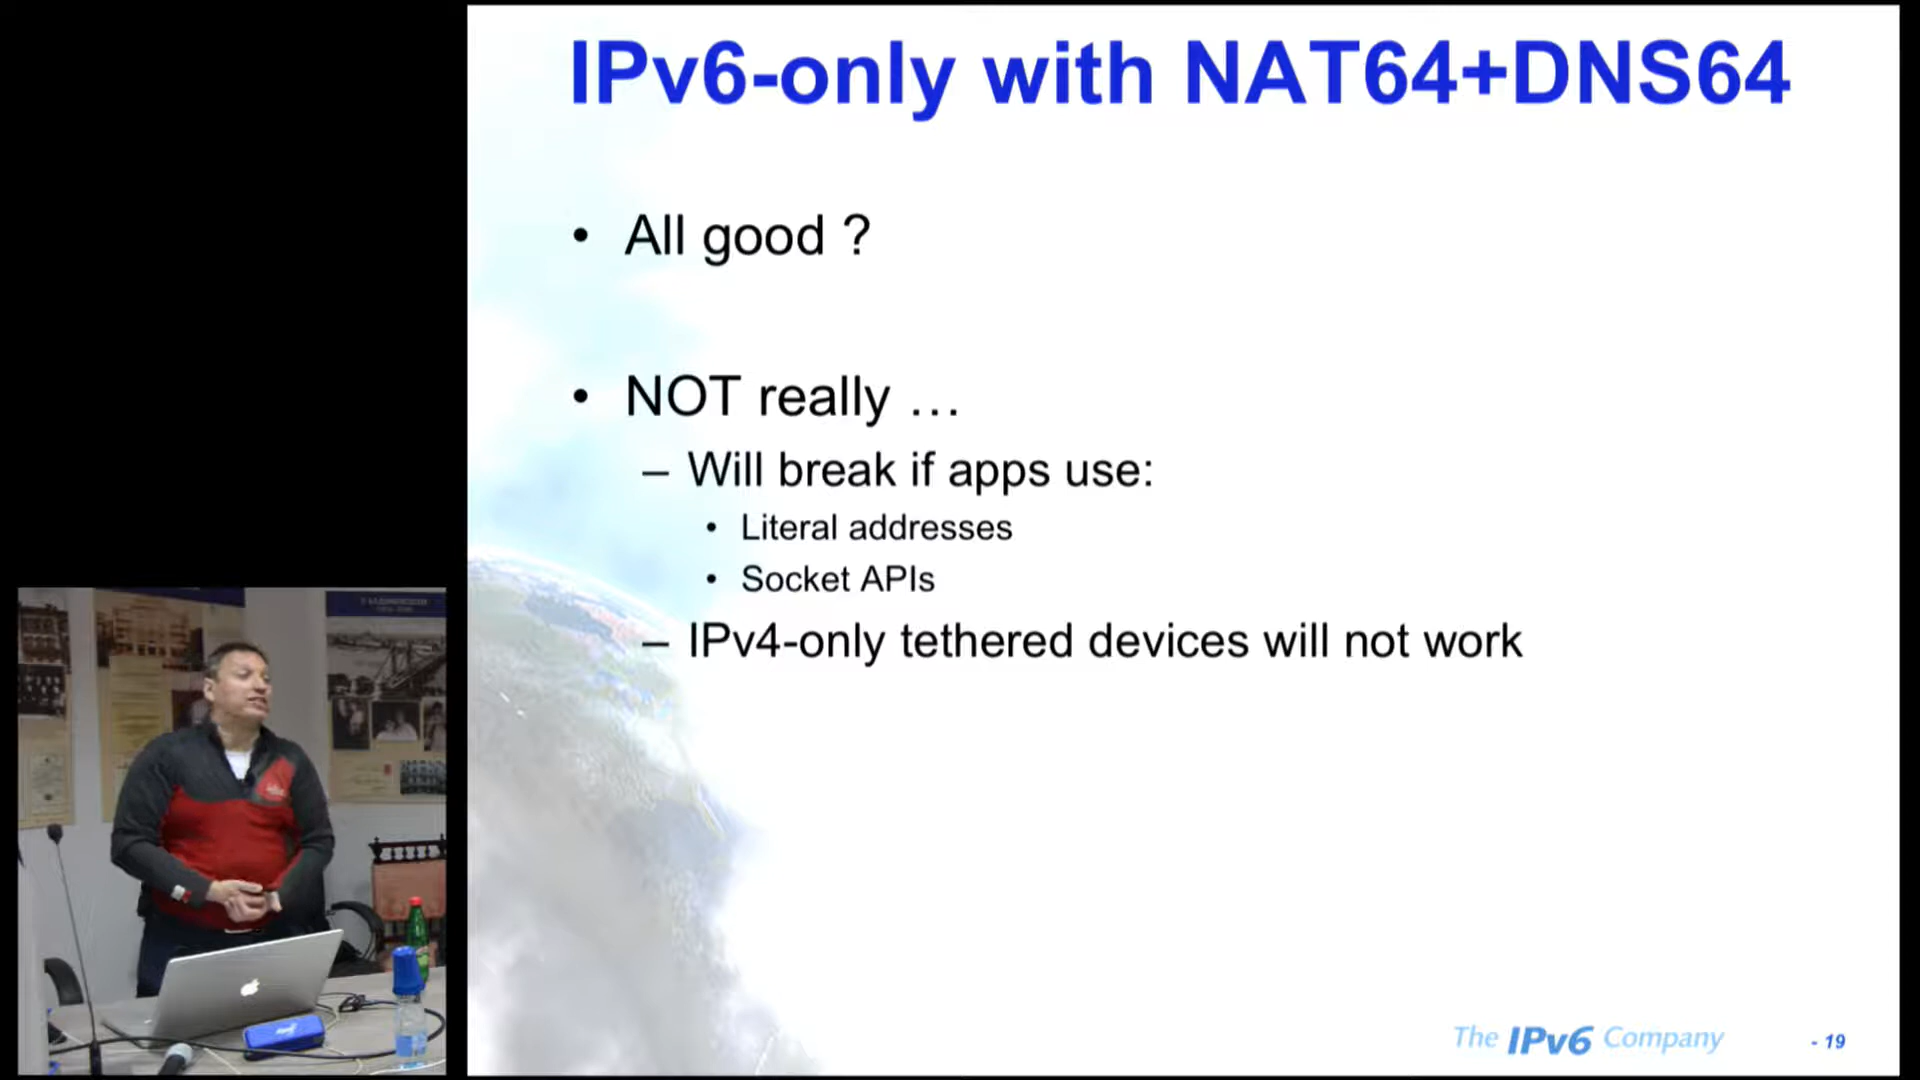 IPv6-only with NAT64+DNS64
• All good ?
• NOT really …
– Will break if apps use:
• Literal addresses
• Socket APIs
– IPv4-only tethered devices will not work
The IPv6 Company
- 19